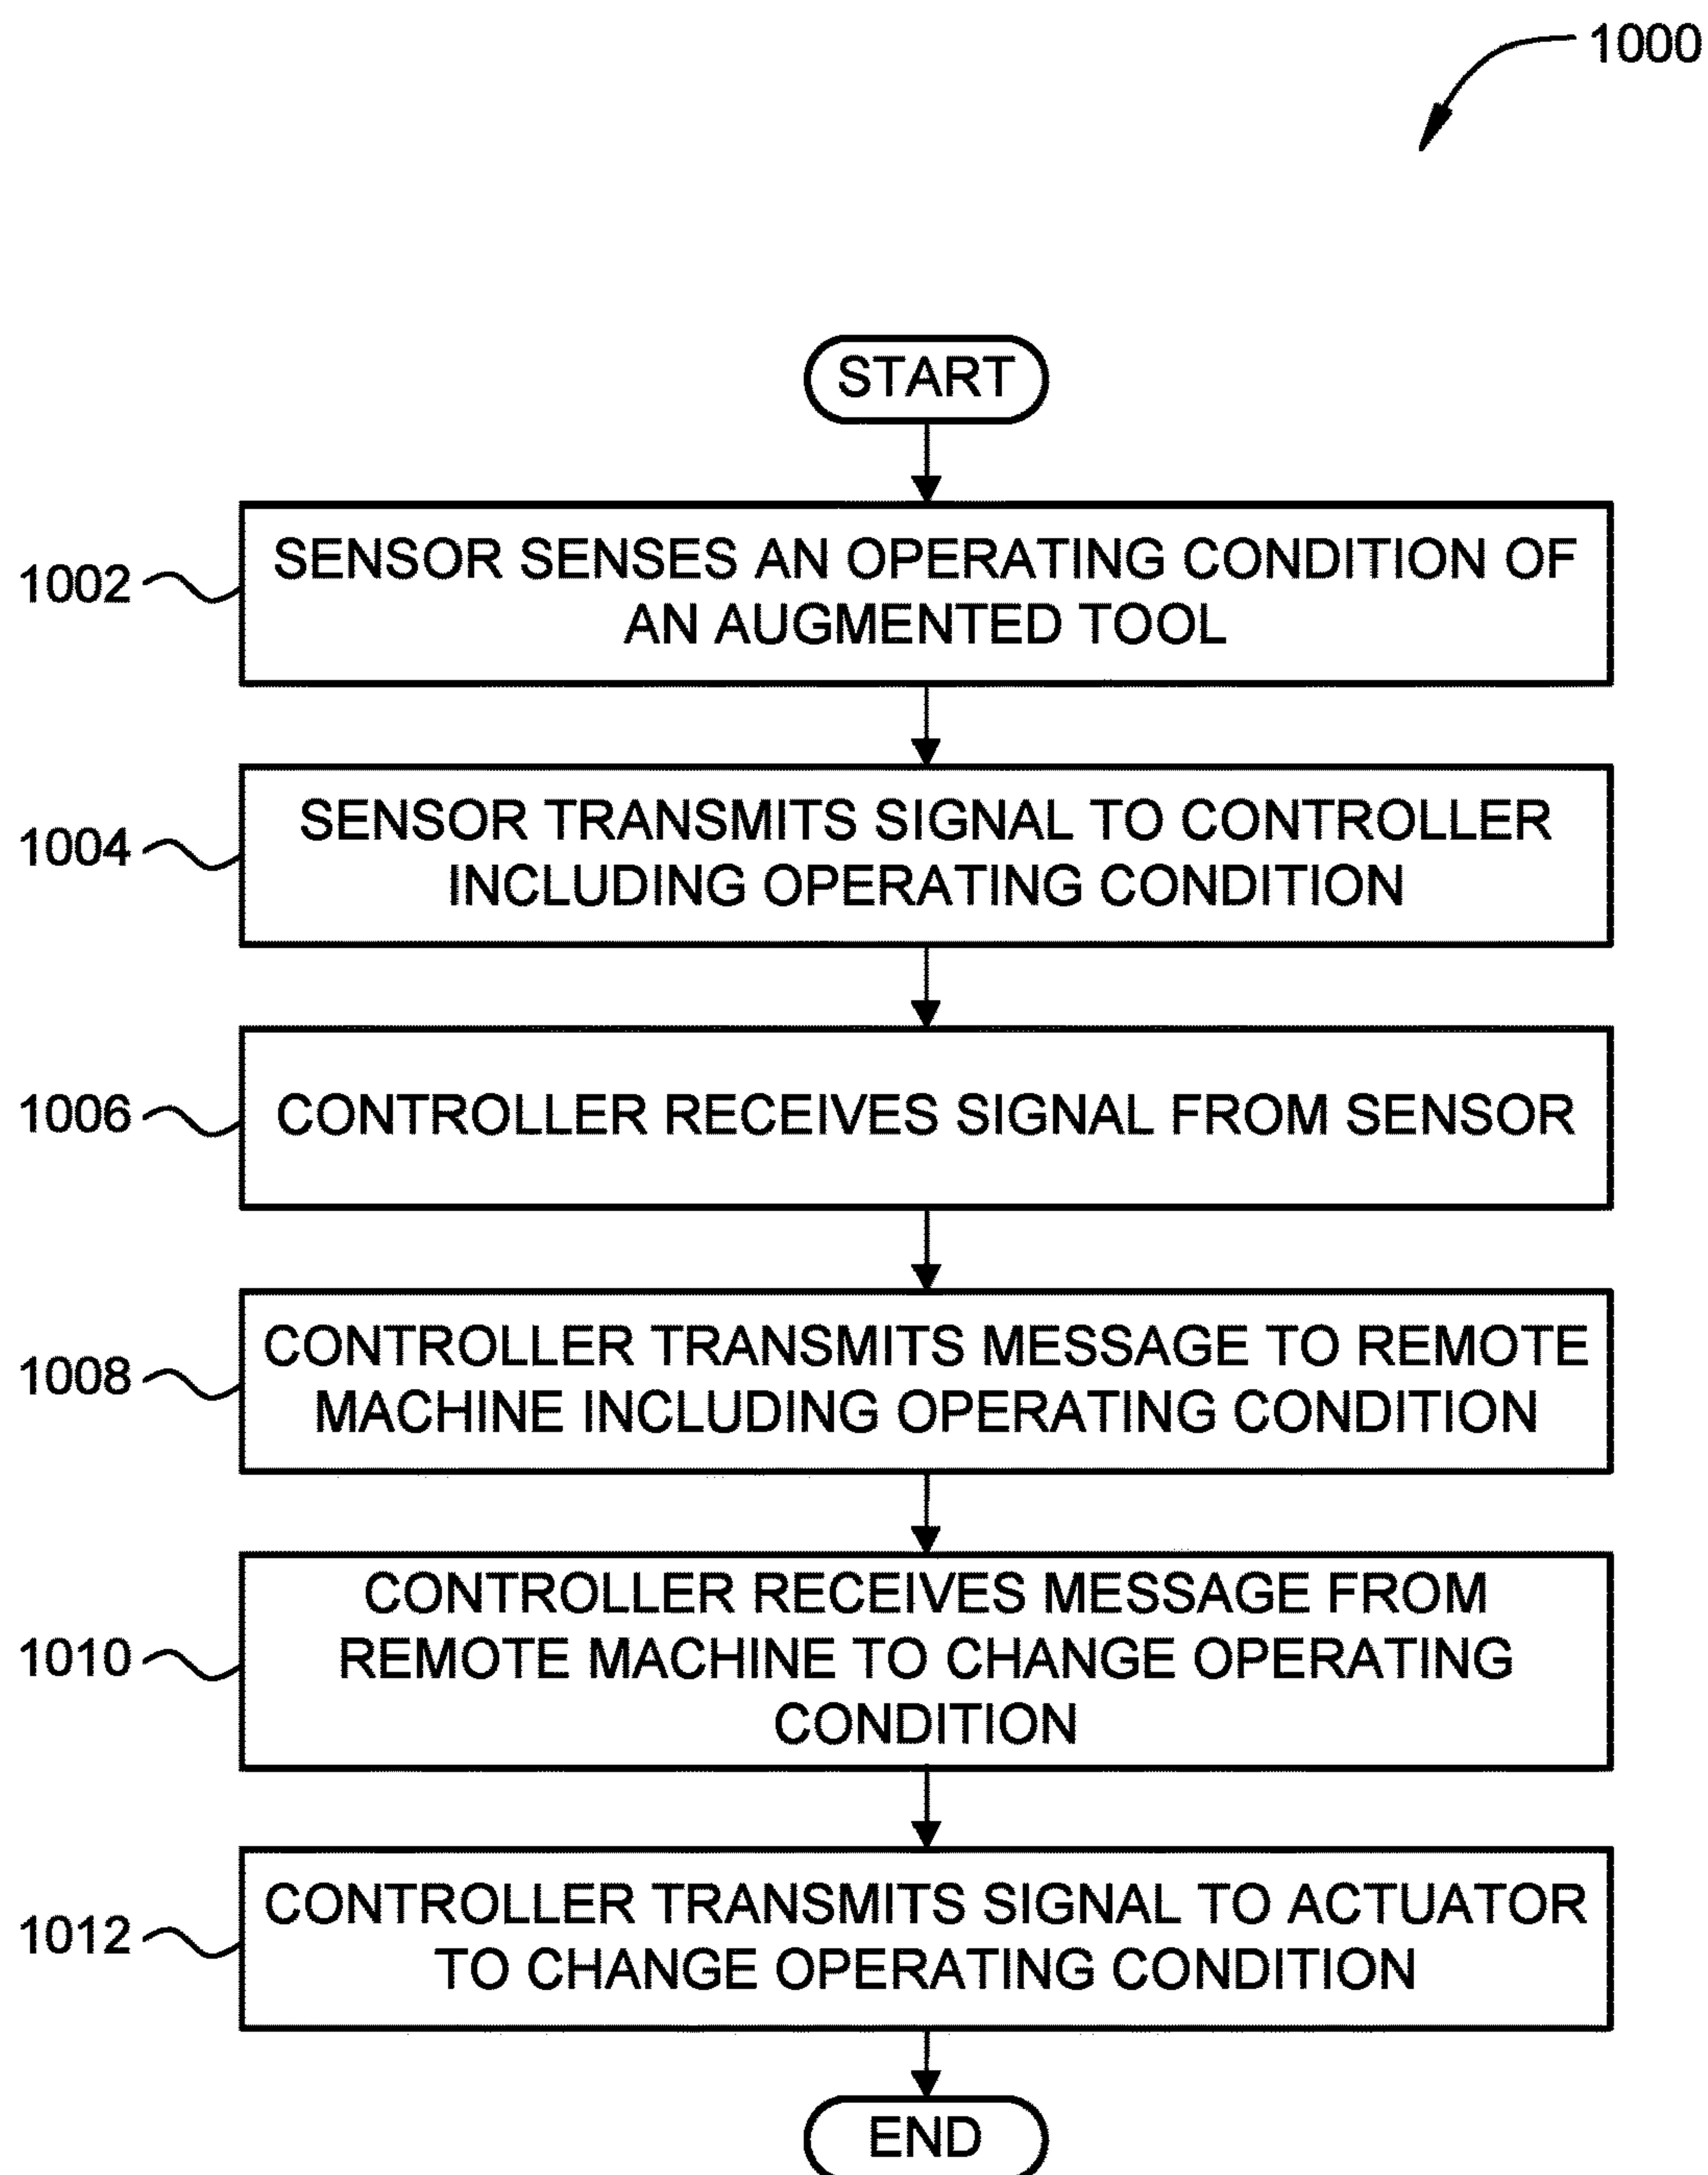 1000
START
1002
SENSOR SENSES AN OPERATING CONDITION OF
AN AUGMENTED TOOL
1004
SENSOR TRANSMITS SIGNAL TO CONTROLLER
INCLUDING OPERATING CONDITION
1006
CONTROLLER RECEIVES SIGNAL FROM SENSOR
1008
CONTROLLER TRANSMITS MESSAGE TO REMOTE
MACHINE INCLUDING OPERATING CONDITION
1010
CONTROLLER RECEIVES MESSAGE FROM
REMOTE MACHINE TO CHANGE OPERATING
CONDITION
1012
CONTROLLER TRANSMITS SIGNAL TO ACTUATOR
TO CHANGE OPERATING CONDITION
END